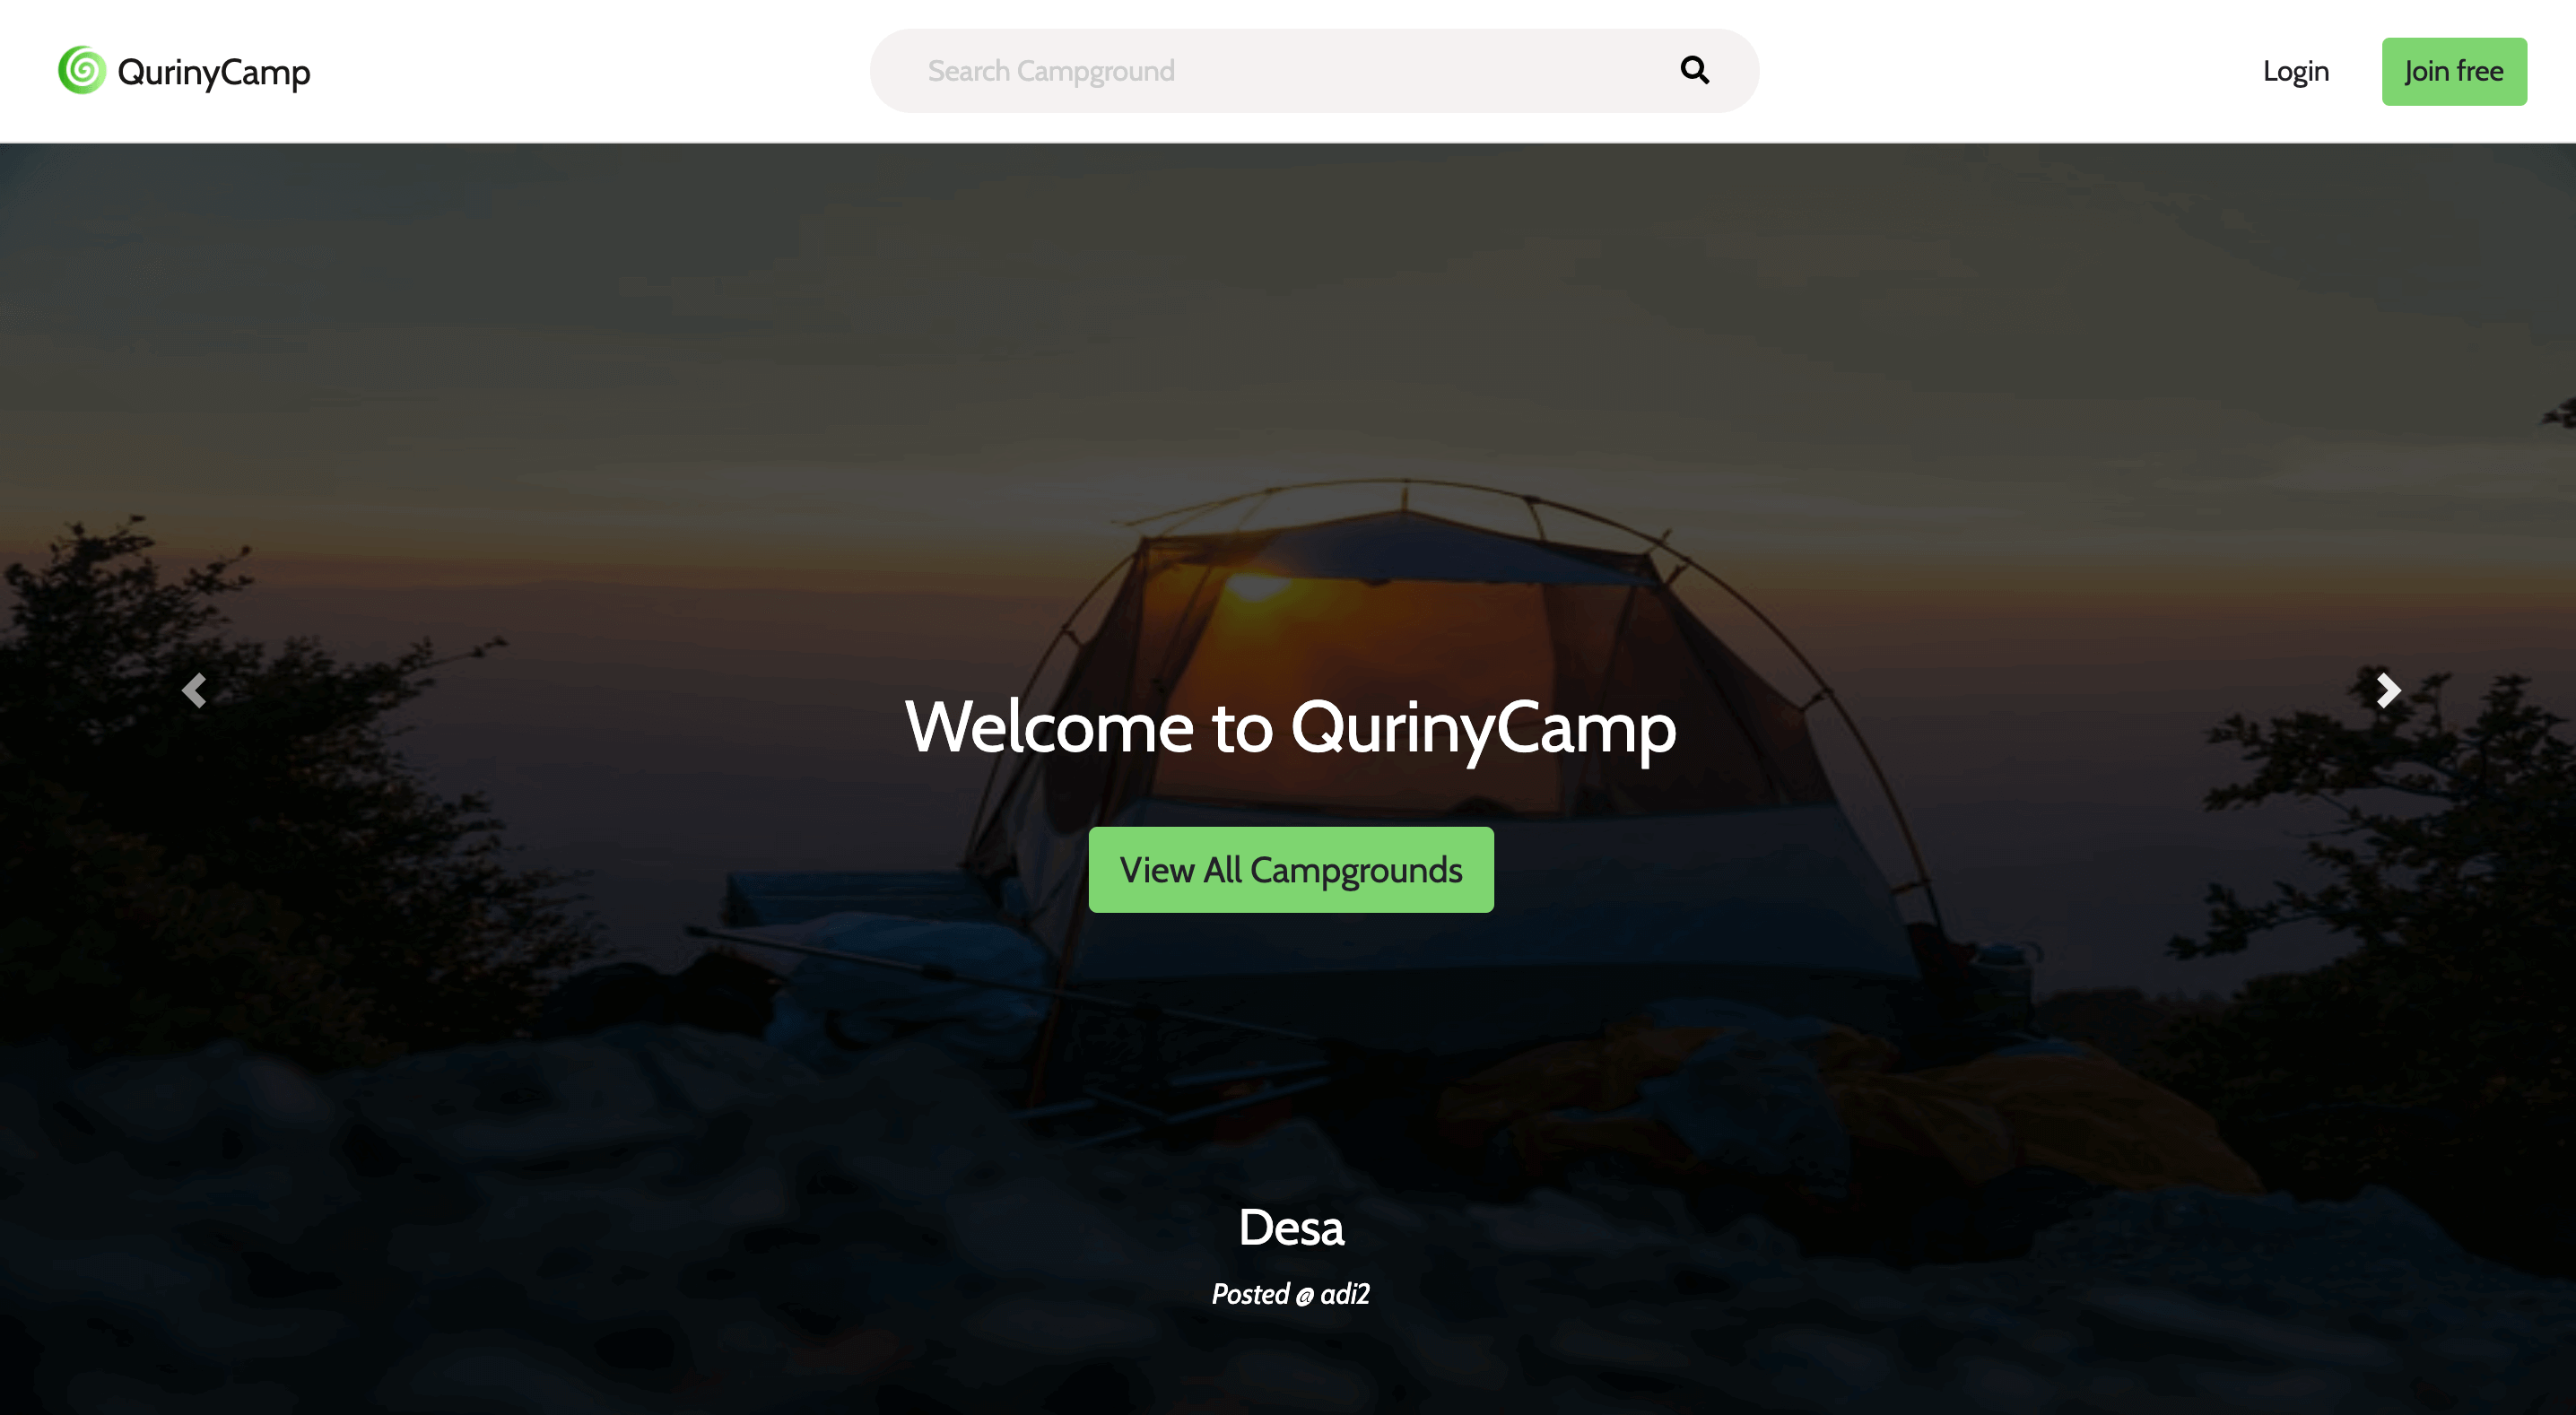 QurinyCamp
Search Campground
Login
Join free
Welcome to QurinyCamp
View All Campgrounds
Desa
Posted @ adi2